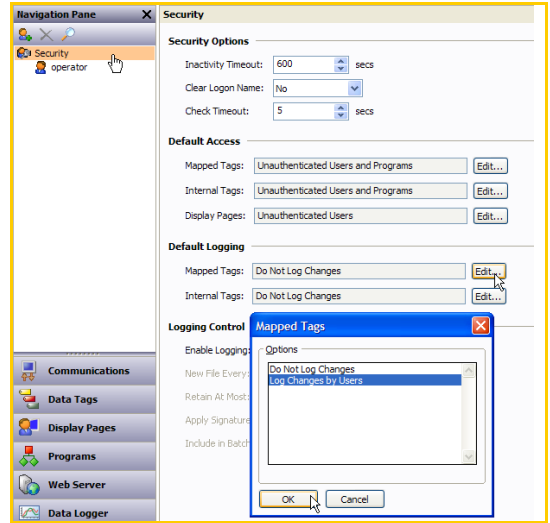 Navigation Pane X
Security
operator
Communications
Data Tags
Display Pages
Programs
Web Server
Data Logger
Security
Security Options
Inactivity Timeout: 600 secs
Clear Logon Name: No
Check Timeout: 5 secs
Default Access
Mapped Tags: Unauthenticated Users and Programs Edit...
Internal Tags: Unauthenticated Users and Programs Edit...
Display Pages: Unauthenticated Users Edit...
Default Logging
Mapped Tags: Do Not Log Changes Edit...
Internal Tags: Do Not Log Changes Edit...
Logging Control
Enable Logging:
New File Every:
Retain At Most:
Apply Signature
Include in Batch
Mapped Tags
Options
Do Not Log Changes
Log Changes by Users
OK Cancel